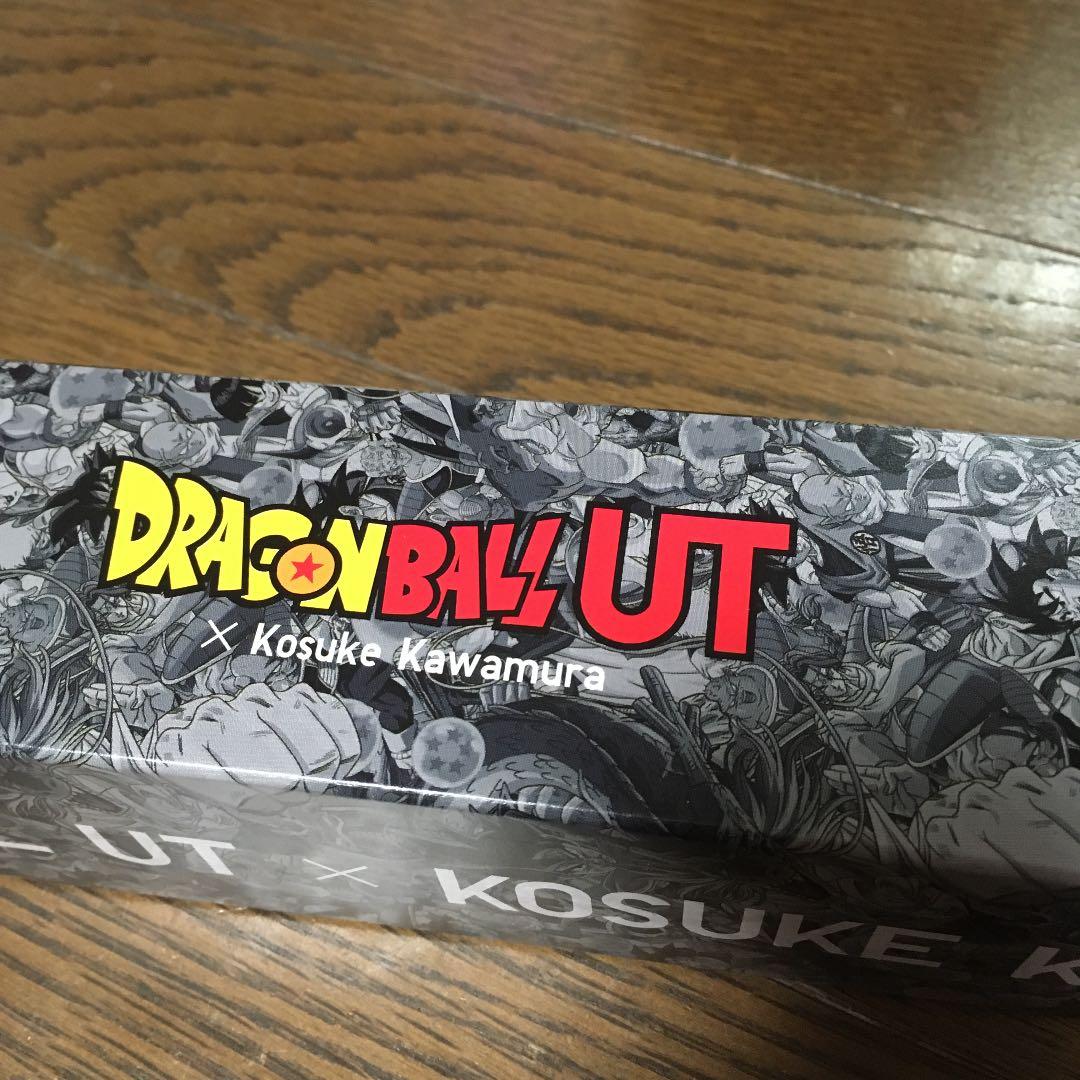 DRAGONBALL UT
× Kosuke Kawamura
UT × KOSUKE K